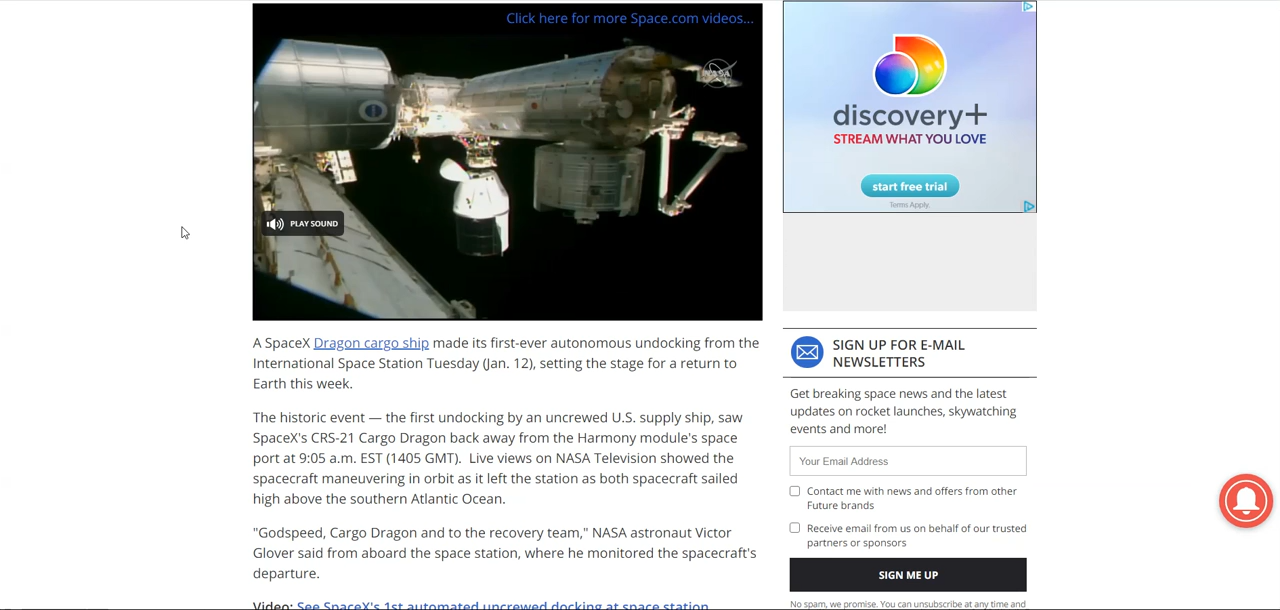 Click here for more Space.com videos...
NASA
PLAY SOUND
A SpaceX Dragon cargo ship made its first-ever autonomous undocking from the
International Space Station Tuesday (Jan. 12), setting the stage for a return to
Earth this week.
The historic event — the first undocking by an uncrewed U.S. supply ship, saw
SpaceX's CRS-21 Cargo Dragon back away from the Harmony module's space
port at 9:05 a.m. EST (1405 GMT).  Live views on NASA Television showed the
spacecraft maneuvering in orbit as it left the station as both spacecraft sailed
high above the southern Atlantic Ocean.
"Godspeed, Cargo Dragon and to the recovery team," NASA astronaut Victor
Glover said from aboard the space station, where he monitored the spacecraft's
departure.
Video: See SpaceX's 1st automated uncrewed docking at space station
discovery+
STREAM WHAT YOU LOVE
start free trial
Terms Apply.
SIGN UP FOR E-MAIL
NEWSLETTERS
Get breaking space news and the latest
updates on rocket launches, skywatching
events and more!
Your Email Address
Contact me with news and offers from other
Future brands
Receive email from us on behalf of our trusted
partners or sponsors
SIGN ME UP
No spam, we promise. You can unsubscribe at any time and